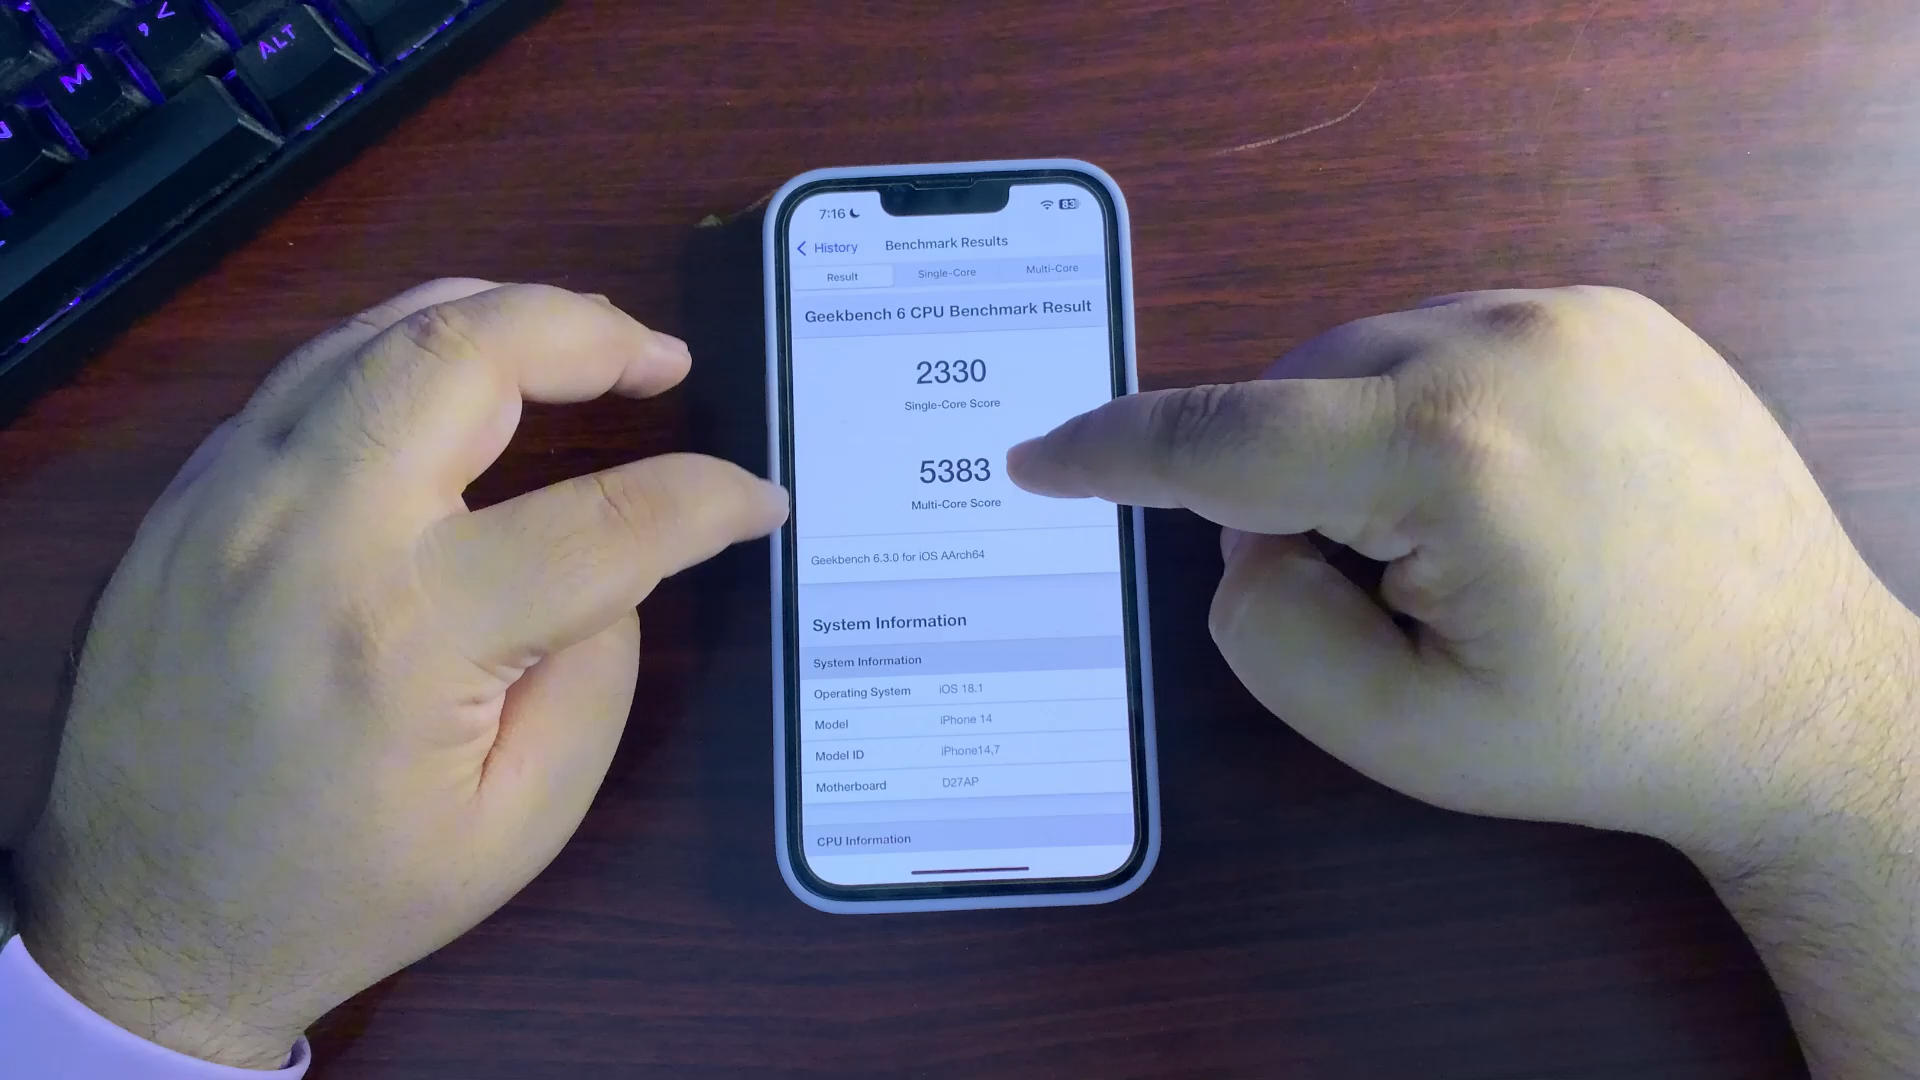 , <
M
ALT
7:16
83
History
Benchmark Results
Result
Single-Core
Multi-Core
Geekbench 6 CPU Benchmark Result
2330
Single-Core Score
5383
Multi-Core Score
Geekbench 6.3.0 for iOS AArch64
System Information
System Information
Operating System iOS 18.1
Model iPhone 14
Model ID iPhone14,7
Motherboard D27AP
CPU Information